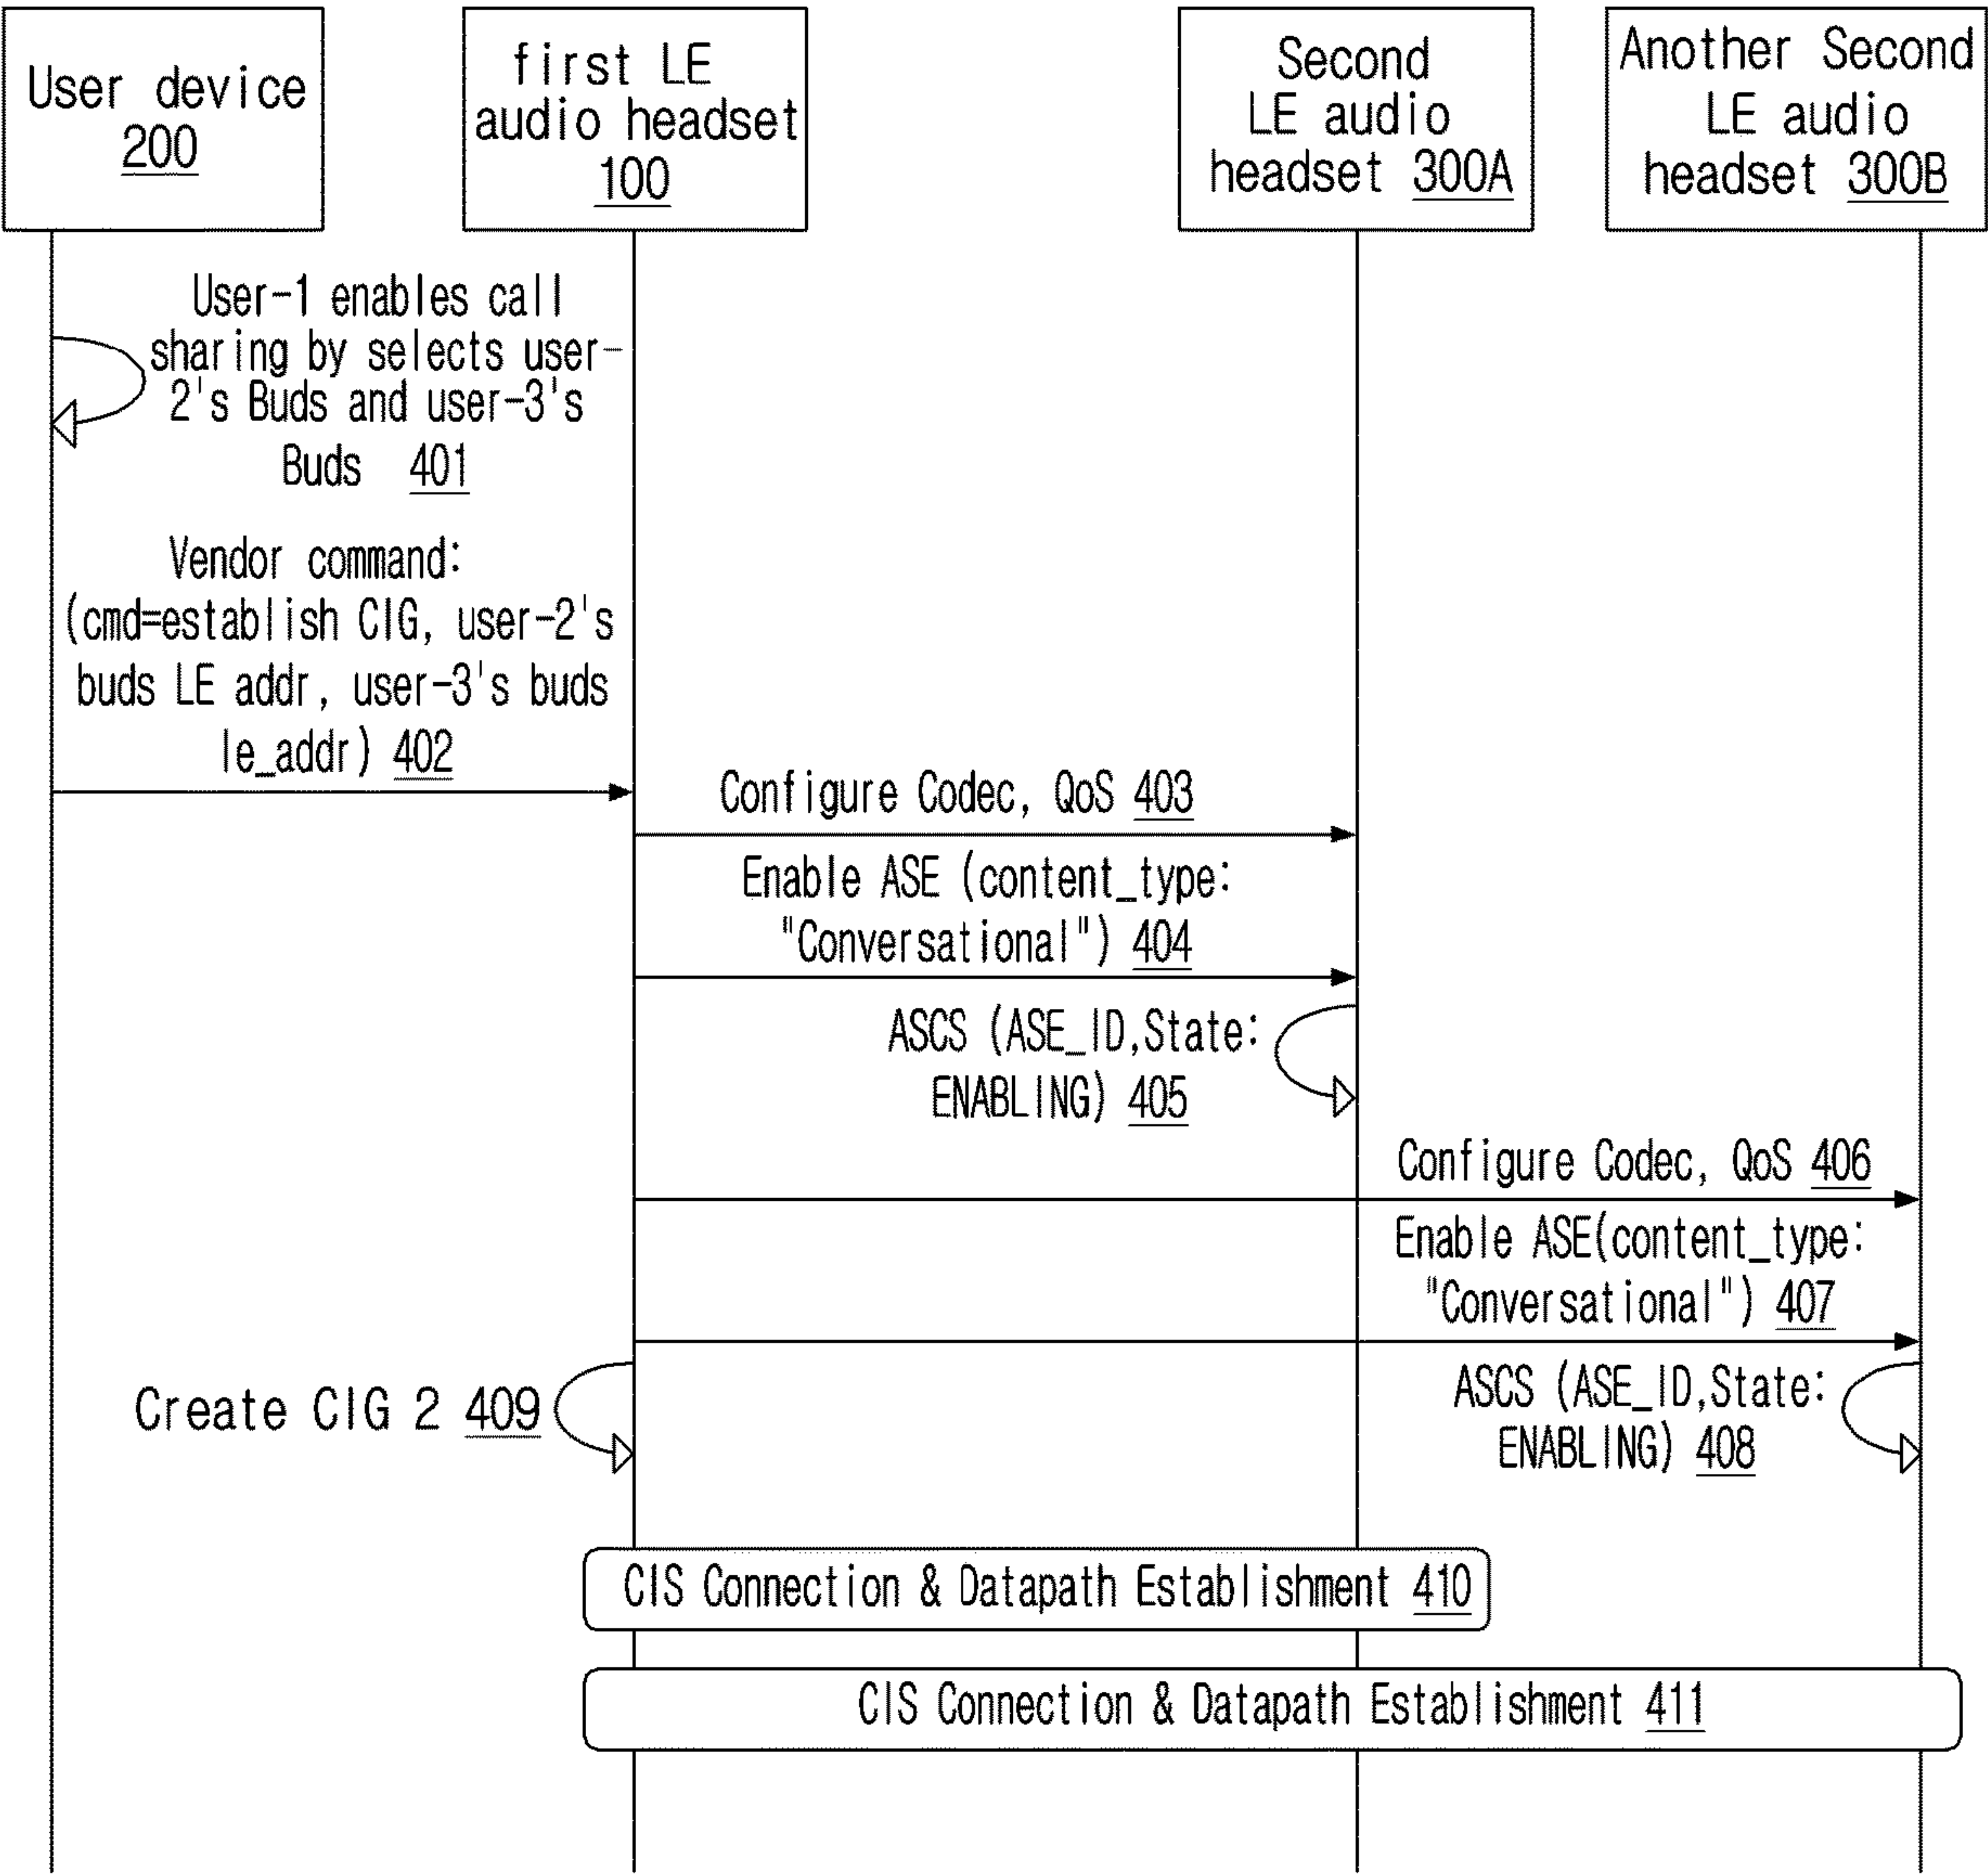 User device
200
first LE
audio headset
100
Second
LE audio
headset 300A
Another Second
LE audio
headset 300B
User-1 enables call
sharing by selects user-
2's Buds and user-3's
Buds 401
Vendor command:
(cmd=establish CIG, user-2's
buds LE addr, user-3's buds
le_addr) 402
Configure Codec, QoS 403
Enable ASE (content_type:
"Conversational") 404
ASCS (ASE_ID,State:
ENABLING) 405
Configure Codec, QoS 406
Enable ASE(content_type:
"Conversational") 407
Create CIG 2 409
ASCS (ASE_ID,State:
ENABLING) 408
CIS Connection & Datapath Establishment 410
CIS Connection & Datapath Establishment 411